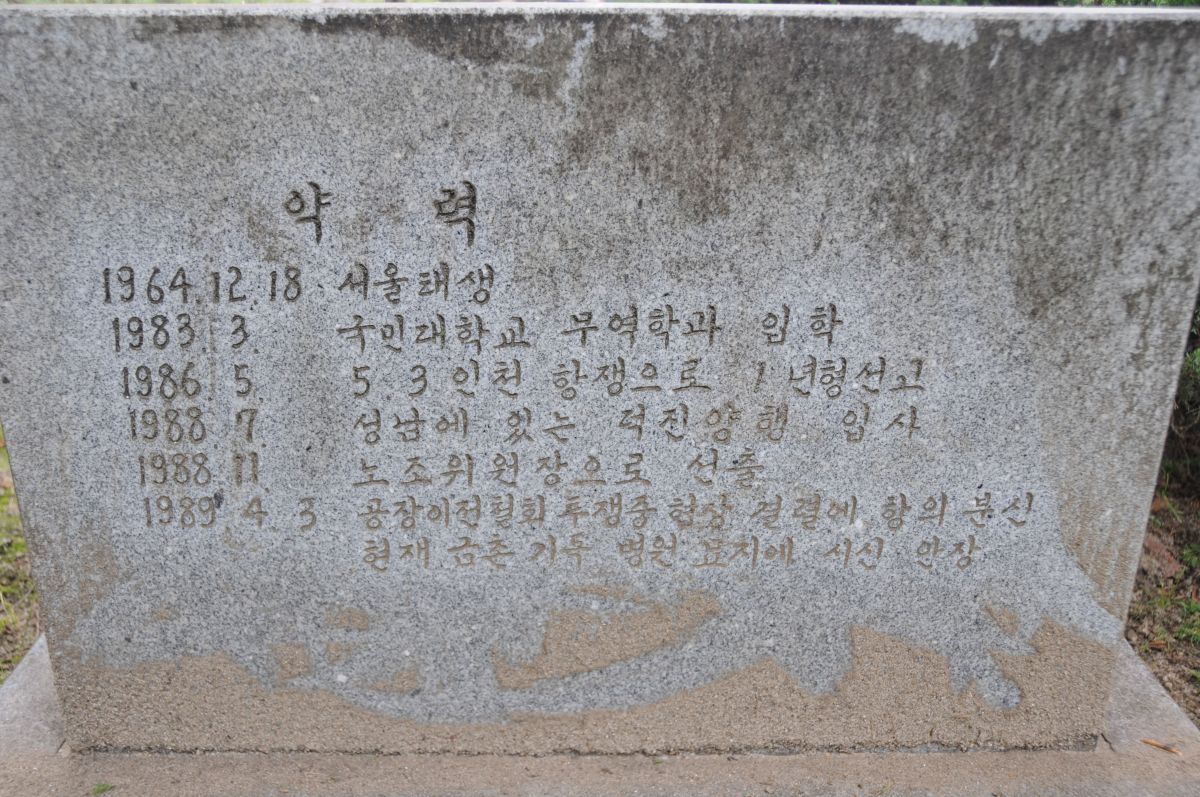 약 력
1964.12.18 서울태생
1983. 3. 국민대학교 무역학과 입학
1986. 5. 5.3 인천 항쟁으로 1년형선고
1988. 7. 성남에 있는 덕진양행 입사
1988.11. 노조위원장으로 선출
1989. 4. 3 공장이전철회 투쟁중 협상 결렬에 항의 분신
현재 금촌 기독 병원 묘지에 시신 안장